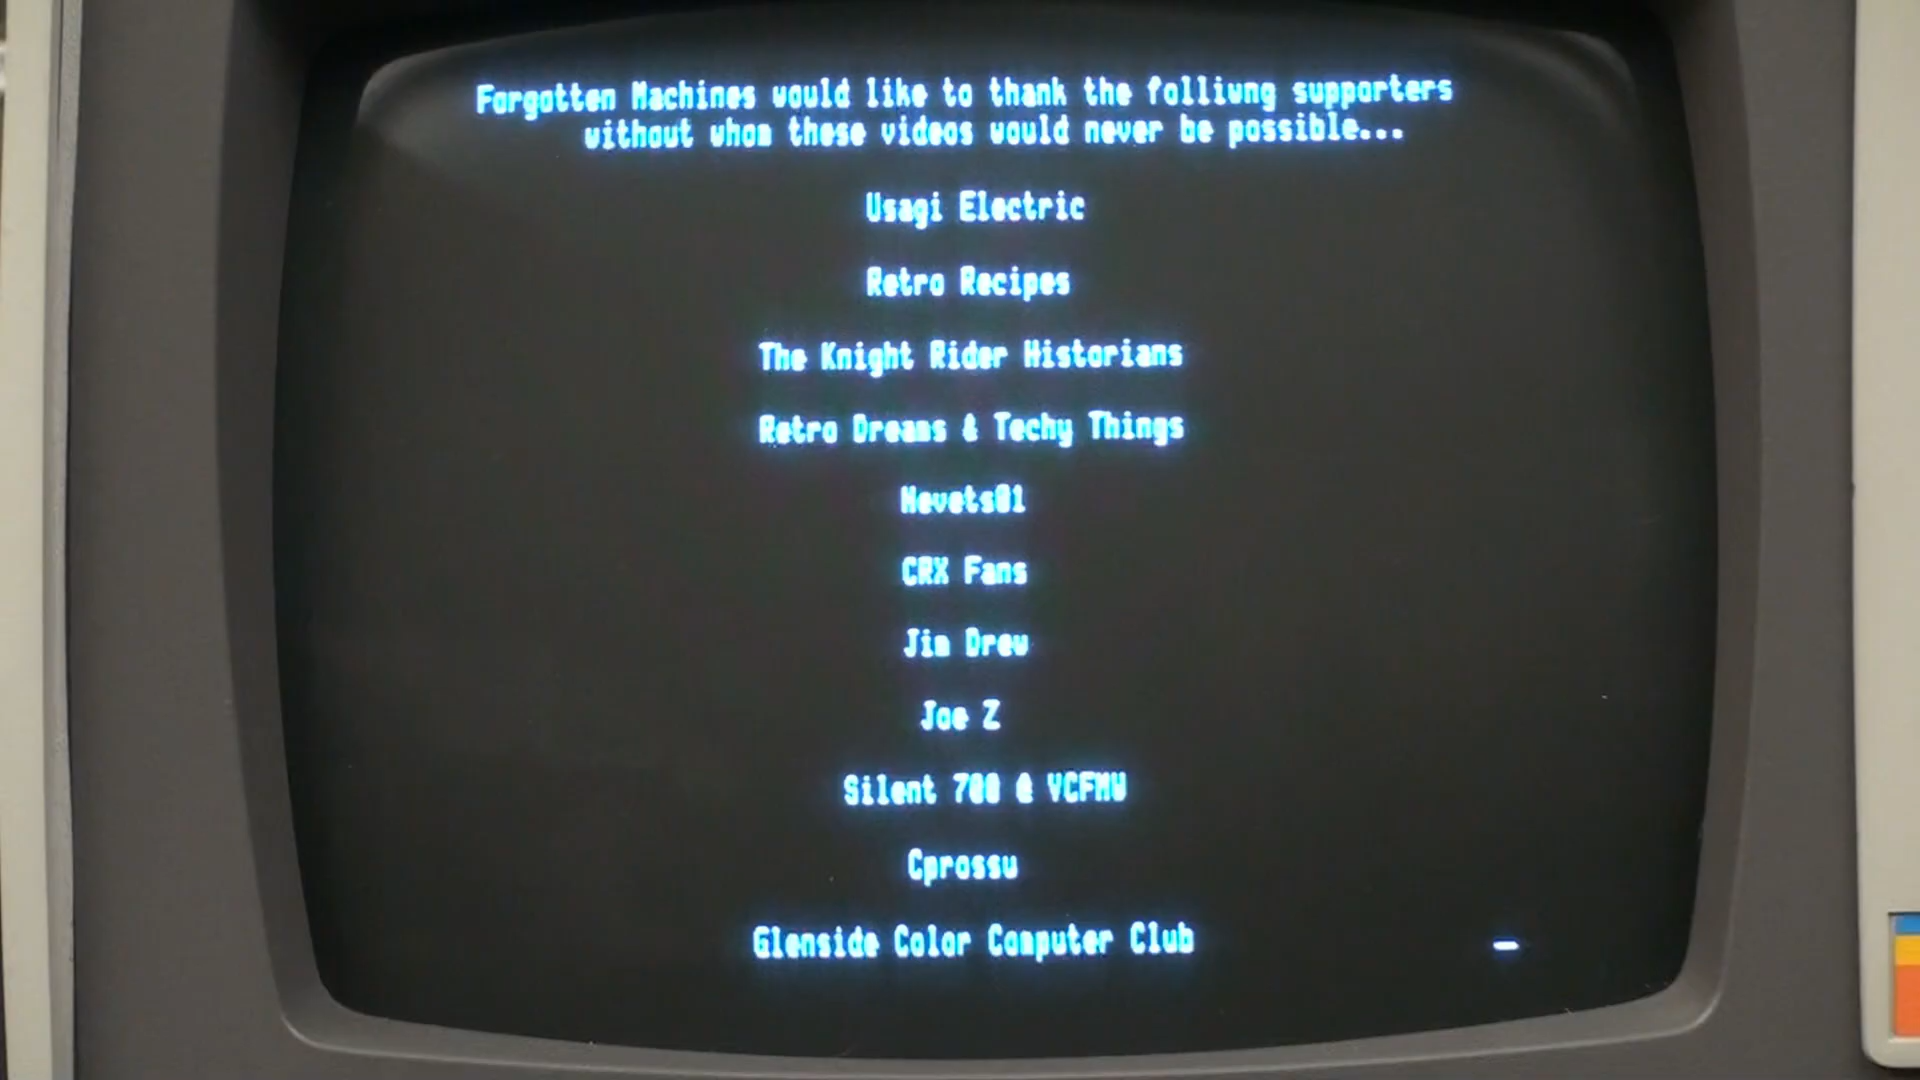 Forgotten Machines would like to thank the folliwng supporters
without whom these videos would never be possible...
Usagi Electric
Retro Recipes
The Knight Rider Historians
Retro Dreams & Techy Things
Hevets01
CRX Fans
Jim Drew
Joe Z
Silent 700 @ VCFMW
Cprossu
Glenside Color Computer Club